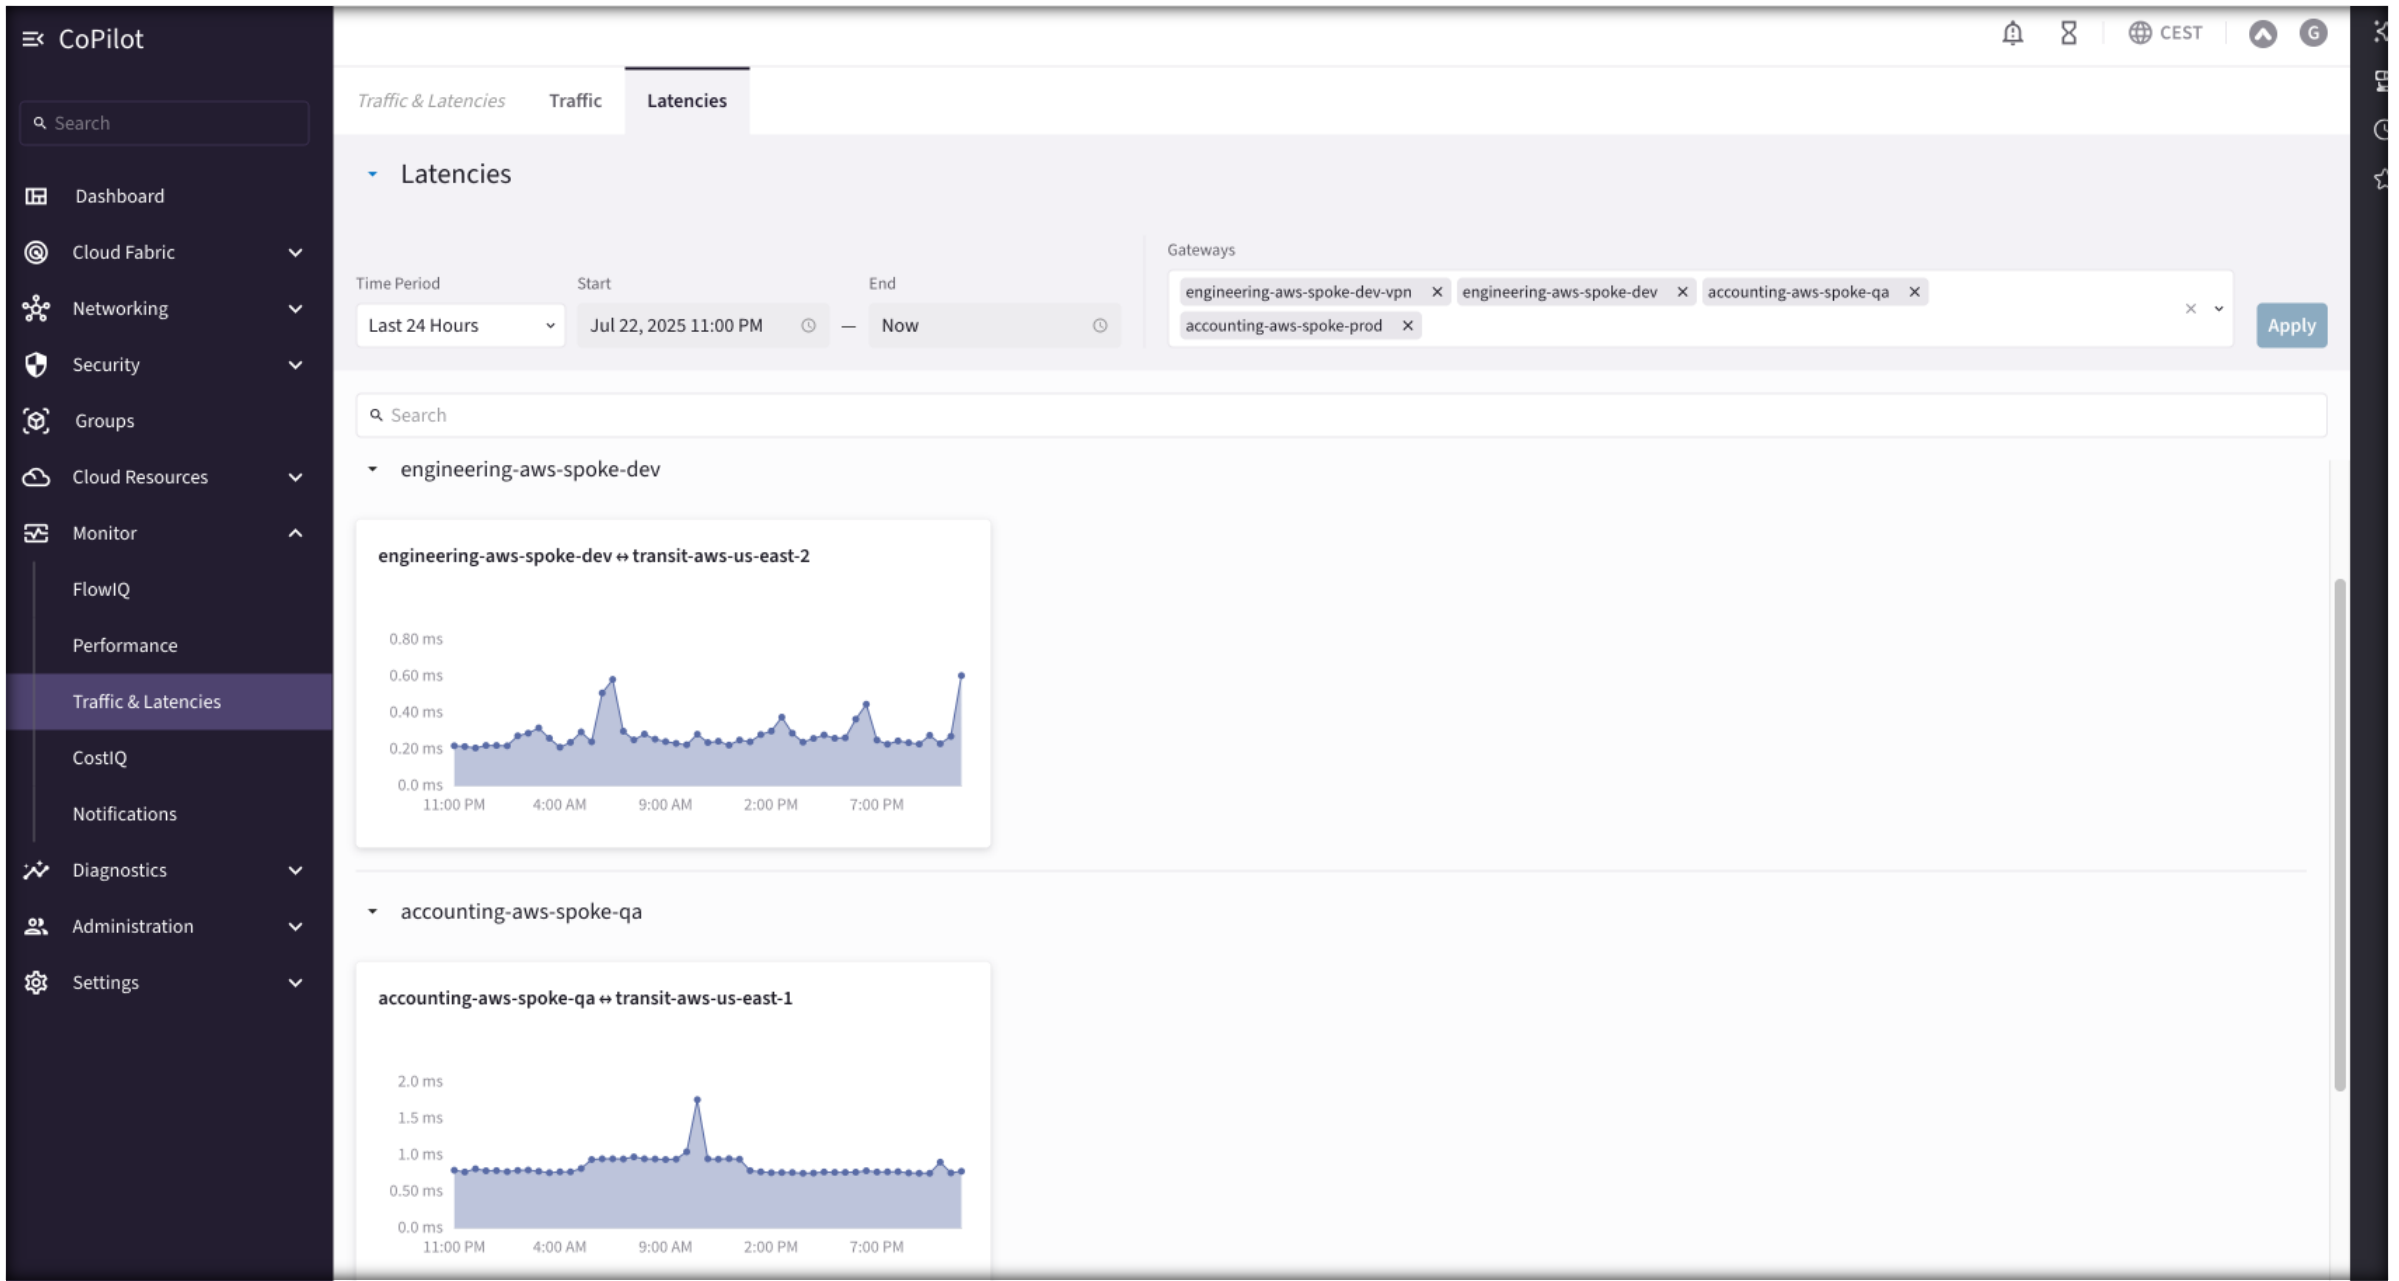 CoPilot
CEST
G
Search
Dashboard
Cloud Fabric
Networking
Security
Groups
Cloud Resources
Monitor
FlowIQ
Performance
Traffic & Latencies
CostIQ
Notifications
Diagnostics
Administration
Settings
Traffic & Latencies Traffic Latencies
Latencies
Time Period Start End Gateways
Last 24 Hours Jul 22, 2025 11:00 PM — Now
engineering-aws-spoke-dev-vpn engineering-aws-spoke-dev accounting-aws-spoke-qa
accounting-aws-spoke-prod
Apply
Search
engineering-aws-spoke-dev
engineering-aws-spoke-dev ↔ transit-aws-us-east-2
0.80 ms
0.60 ms
0.40 ms
0.20 ms
0.0 ms
11:00 PM 4:00 AM 9:00 AM 2:00 PM 7:00 PM
accounting-aws-spoke-qa
accounting-aws-spoke-qa ↔ transit-aws-us-east-1
2.0 ms
1.5 ms
1.0 ms
0.50 ms
0.0 ms
11:00 PM 4:00 AM 9:00 AM 2:00 PM 7:00 PM